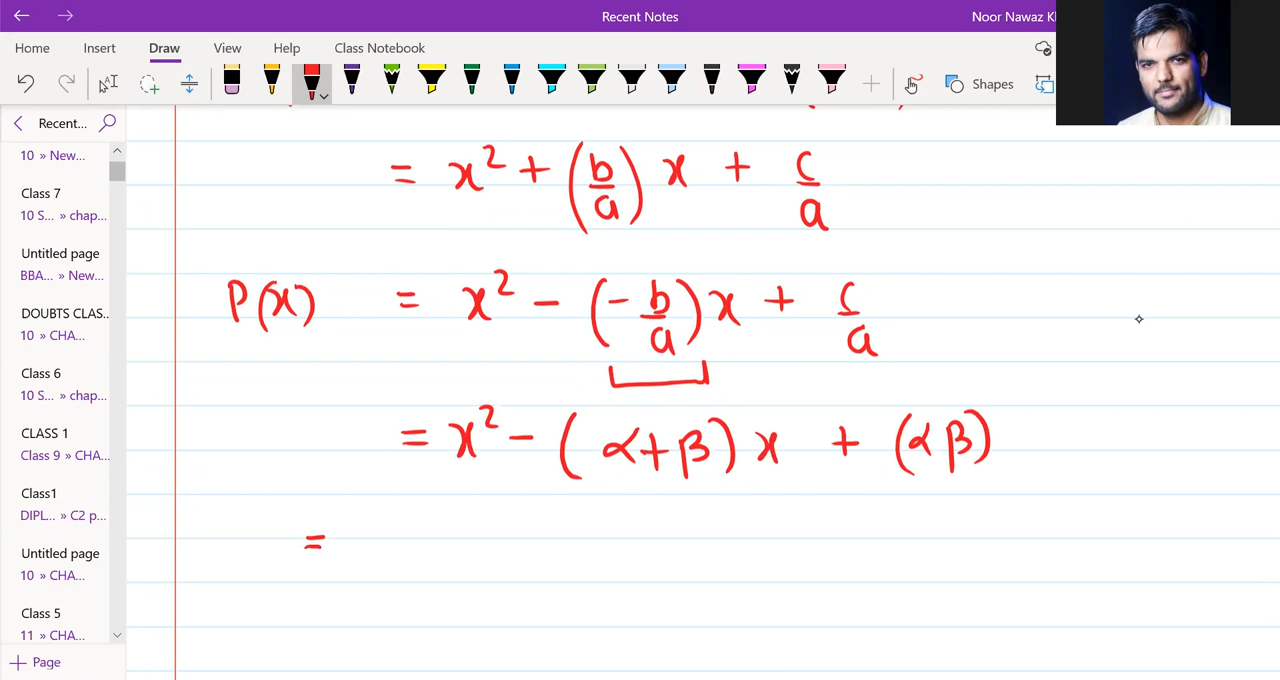 Recent Notes
Noor Nawaz Kh
Home Insert Draw View Help Class Notebook
Shapes
Recent...
10 » New...
Class 7
10 S... » chap...
Untitled page
BBA... » New...
DOUBTS CLAS...
10 » CHA...
Class 6
10 S... » chap...
CLASS 1
Class 9 » CHA...
Class1
DIPL... » C2 p...
Untitled page
10 » CHA...
Class 5
11 » CHA...
Page
= x² + (b/a) x + c/a
P(x) = x² - (-b/a) x + c/a
= x² - (α+β) x + (αβ)
=